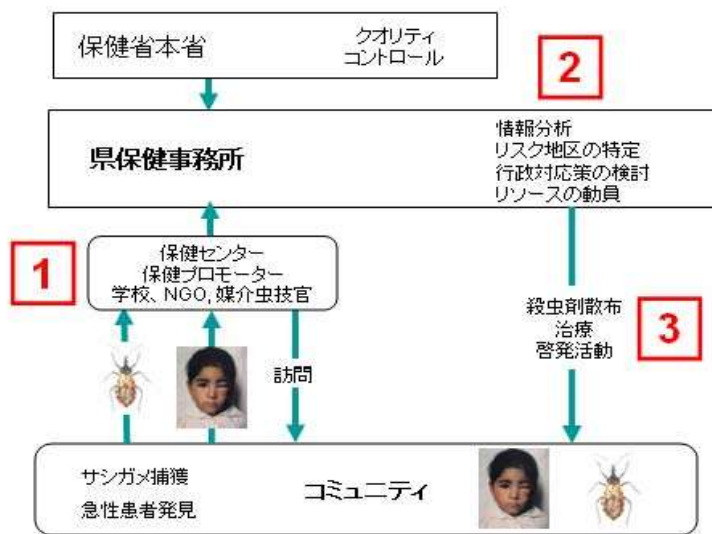 保健省本省
クオリティ
コントロール
2
県保健事務所
情報分析
リスク地区の特定
行政対応策の検討
リソースの動員
1
保健センター
保健プロモーター
学校、NGO, 媒介虫技官
訪問
殺虫剤散布
治療
啓発活動
3
サシガメ捕獲
急性患者発見
コミュニティ